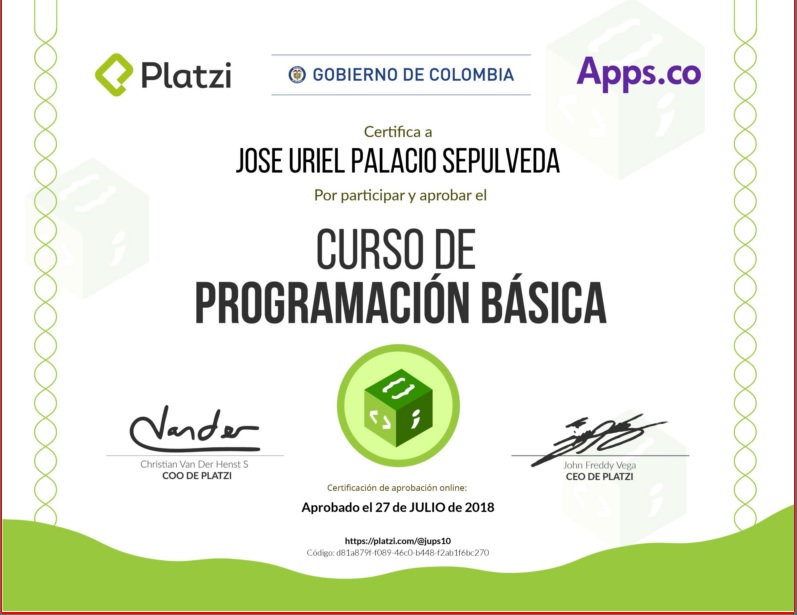 Platzi
GOBIERNO DE COLOMBIA
Apps.co
Certifica a
JOSE URIEL PALACIO SEPULVEDA
Por participar y aprobar el
CURSO DE
PROGRAMACIÓN BÁSICA
Christian Van Der Henst S
COO DE PLATZI
John Freddy Vega
CEO DE PLATZI
Certificación de aprobación online:
Aprobado el 27 de JULIO de 2018
https://platzi.com/@jups10
Código: d81a879f-f089-46c0-b448-f2ab1f6bc270